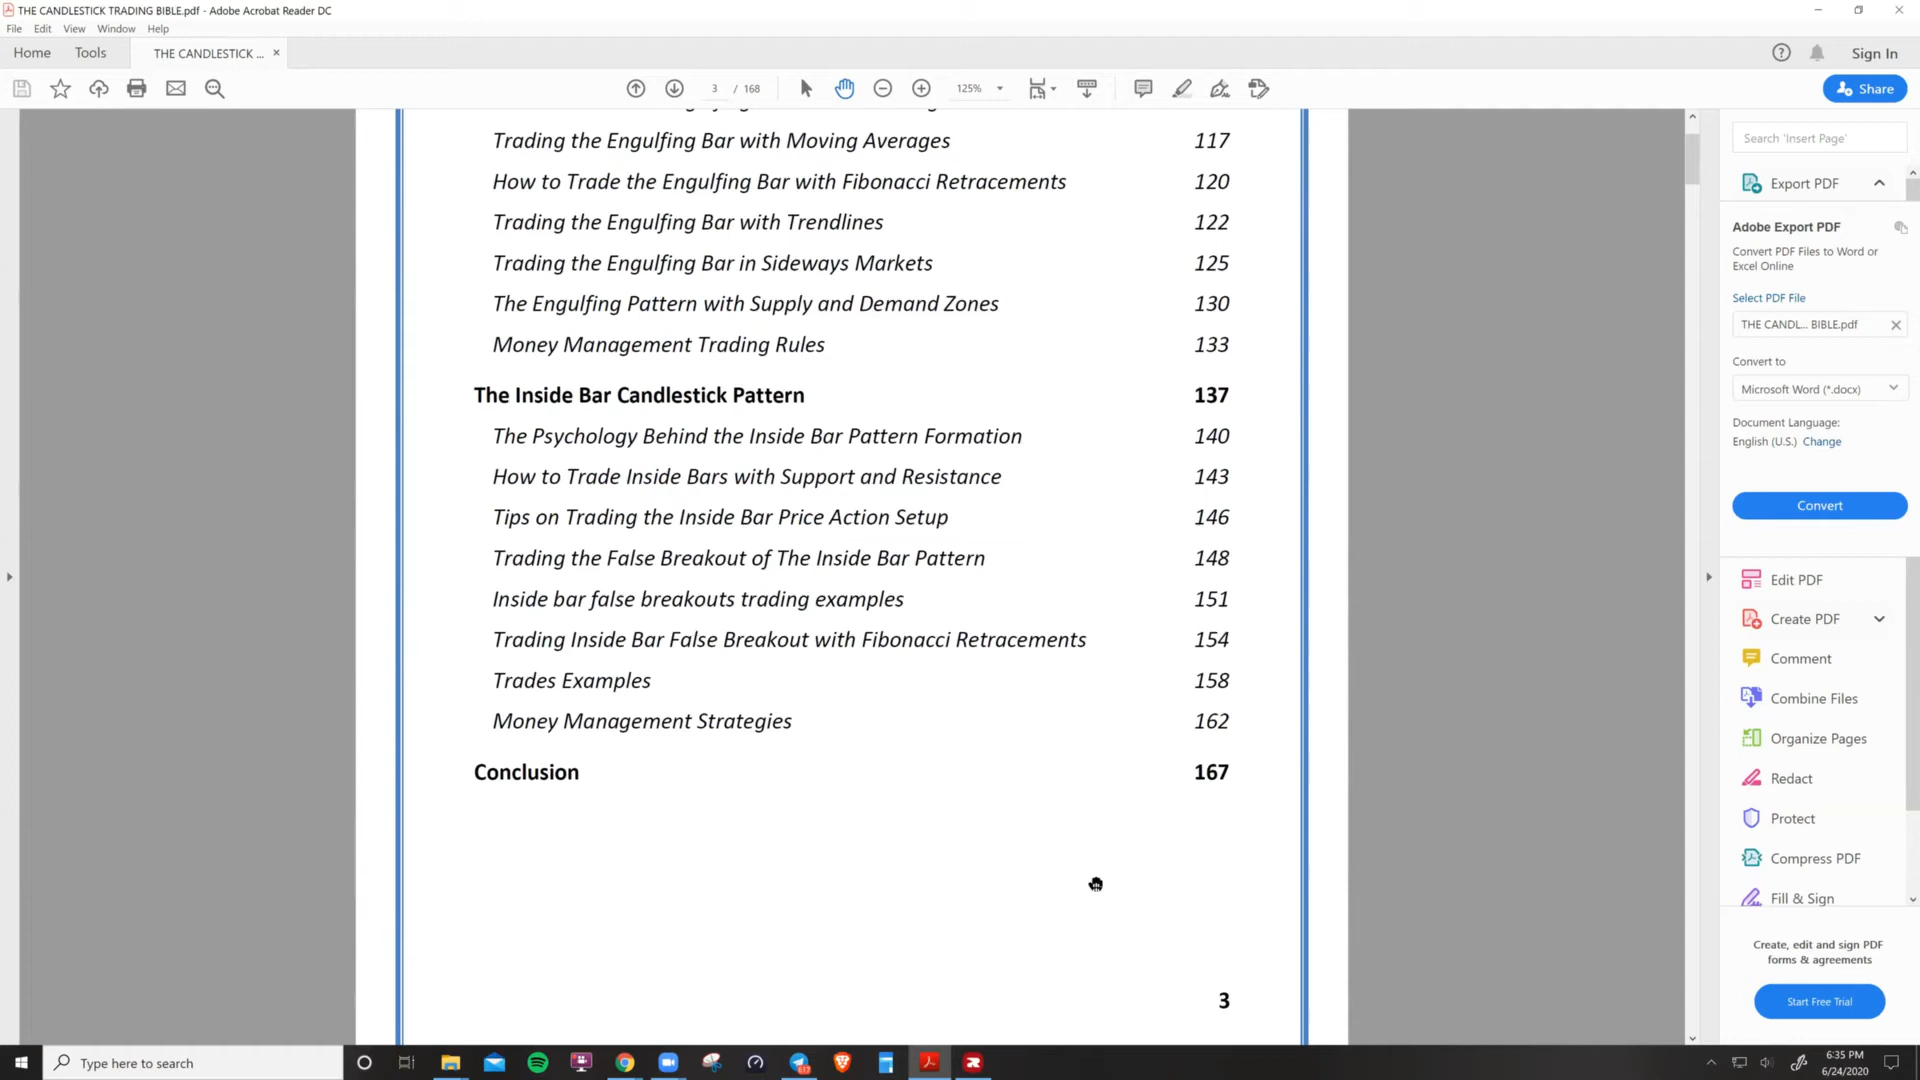 THE CANDLESTICK TRADING BIBLE.pdf - Adobe Acrobat Reader DC
File Edit View Window Help
Home Tools THE CANDLESTICK ... × Sign In
3 / 168 125% Share
Trading the Engulfing Bar with Moving Averages 117
How to Trade the Engulfing Bar with Fibonacci Retracements 120
Trading the Engulfing Bar with Trendlines 122
Trading the Engulfing Bar in Sideways Markets 125
The Engulfing Pattern with Supply and Demand Zones 130
Money Management Trading Rules 133
The Inside Bar Candlestick Pattern 137
The Psychology Behind the Inside Bar Pattern Formation 140
How to Trade Inside Bars with Support and Resistance 143
Tips on Trading the Inside Bar Price Action Setup 146
Trading the False Breakout of The Inside Bar Pattern 148
Inside bar false breakouts trading examples 151
Trading Inside Bar False Breakout with Fibonacci Retracements 154
Trades Examples 158
Money Management Strategies 162
Conclusion 167
3
Search 'Insert Page'
Export PDF
Adobe Export PDF
Convert PDF Files to Word or
Excel Online
Select PDF File
THE CANDL... BIBLE.pdf
Convert to
Microsoft Word (*.docx)
Document Language:
English (U.S.) Change
Convert
Edit PDF
Create PDF
Comment
Combine Files
Organize Pages
Redact
Protect
Compress PDF
Fill & Sign
Create, edit and sign PDF
forms & agreements
Start Free Trial
Type here to search
617
6:35 PM
6/24/2020